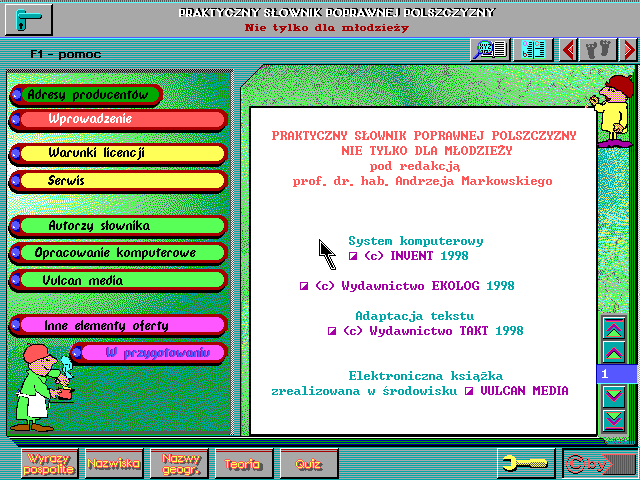 PRAKTYCZNY SŁOWNIK POPRAWNEJ POLSZCZYZNY
Nie tylko dla młodzieży
F1 - pomoc
Adresy producentów
Wprowadzenie
Warunki licencji
Serwis
Autorzy słownika
Opracowanie komputerowe
Vulcan media
Inne elementy oferty
W przygotowaniu
PRAKTYCZNY SŁOWNIK POPRAWNEJ POLSZCZYZNY
NIE TYLKO DLA MŁODZIEŻY
pod redakcją
prof. dr. hab. Andrzeja Markowskiego
System komputerowy
(c) INVENT 1998
(c) Wydawnictwo EKOLOG 1998
Adaptacja tekstu
(c) Wydawnictwo TAKT 1998
Elektroniczna książka
zrealizowana w środowisku VULCAN MEDIA
1
Wyrazy
pospolite
Nazwiska
Nazwy
geogr.
Teoria
Quiz
©by